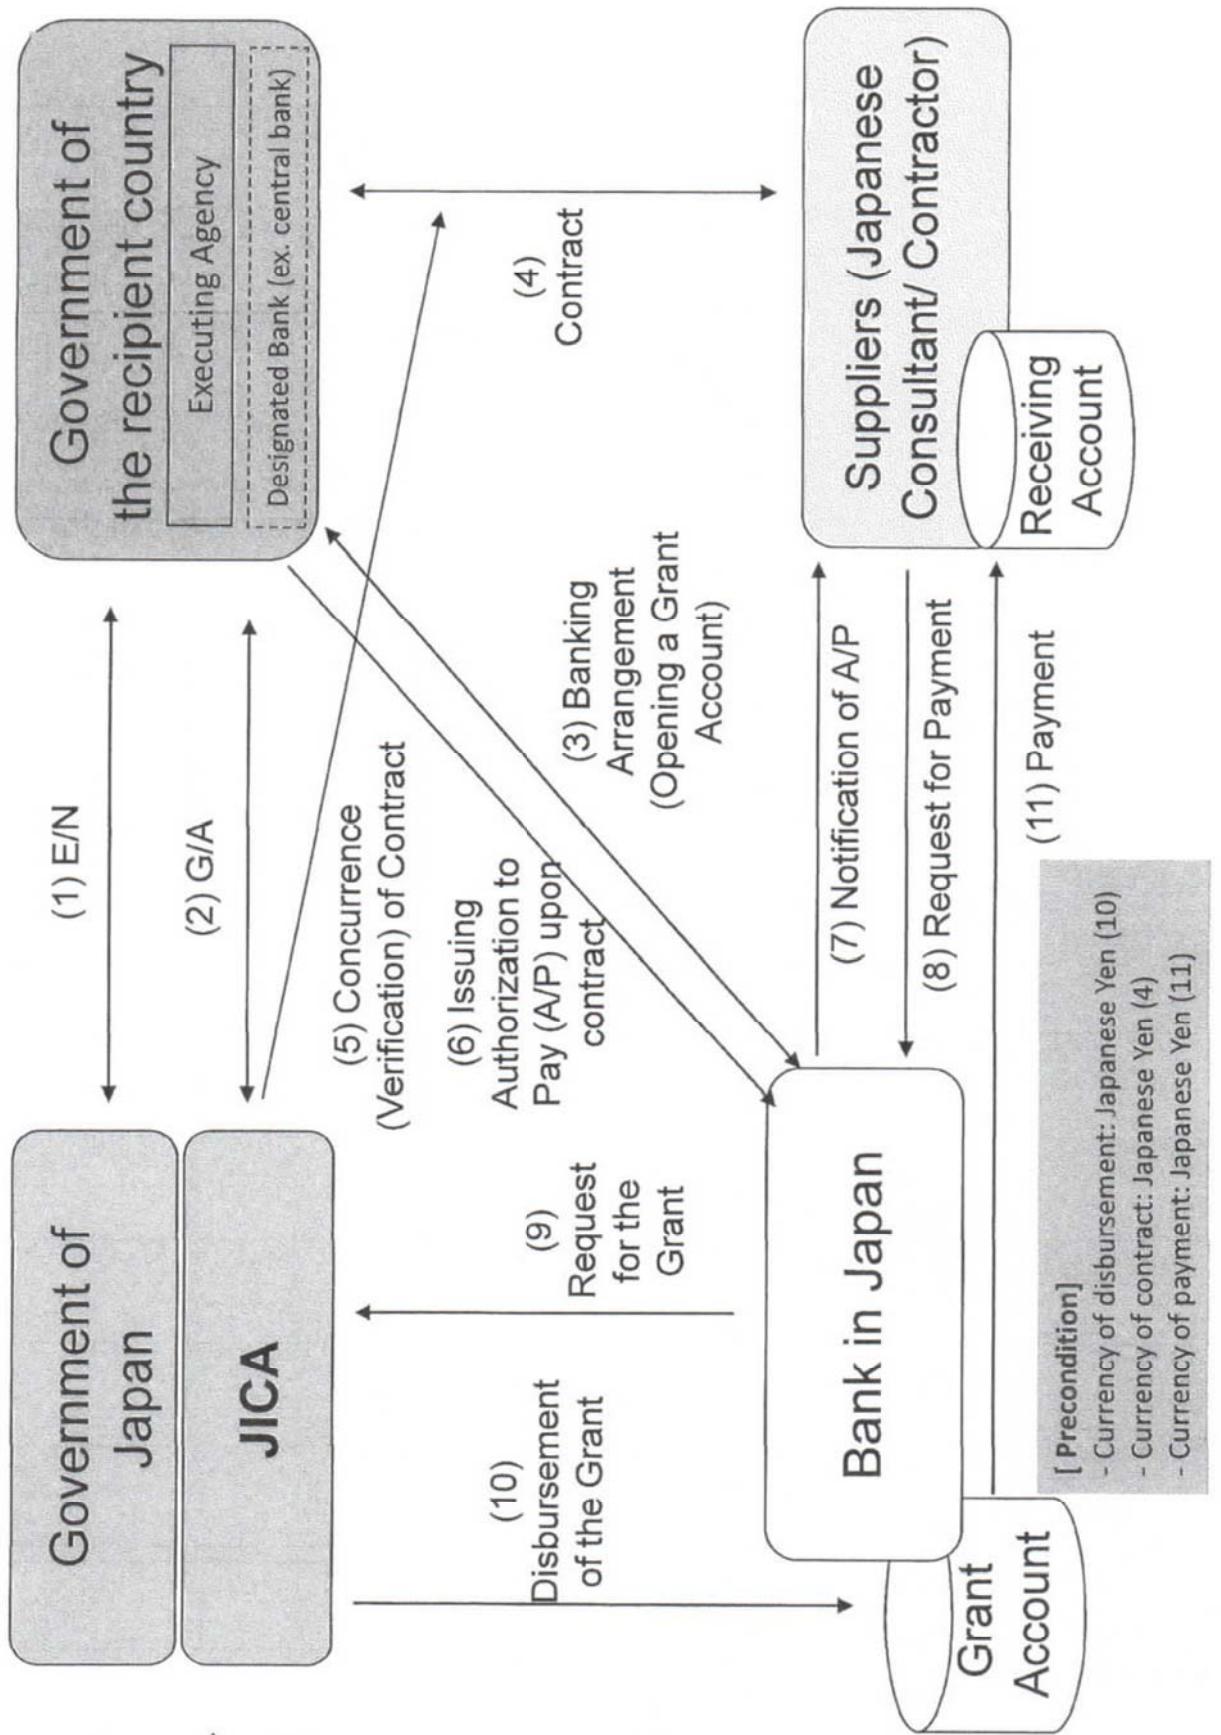 Government of
Japan
JICA
(1) E/N
(2) G/A
Government of
the recipient country
Executing Agency
Designated Bank (ex. central bank)
(5) Concurrence
(Verification) of Contract
(6) Issuing
Authorization to
Pay (A/P) upon
contract
(4)
Contract
(9)
Request
for the
Grant
(10)
Disbursement
of the Grant
(3) Banking
Arrangement
(Opening a Grant
Account)
Bank in Japan
Grant
Account
(7) Notification of A/P
(8) Request for Payment
(11) Payment
Suppliers (Japanese
Consultant/ Contractor)
Receiving
Account
[ Precondition]
- Currency of disbursement: Japanese Yen (10)
- Currency of contract: Japanese Yen (4)
- Currency of payment: Japanese Yen (11)